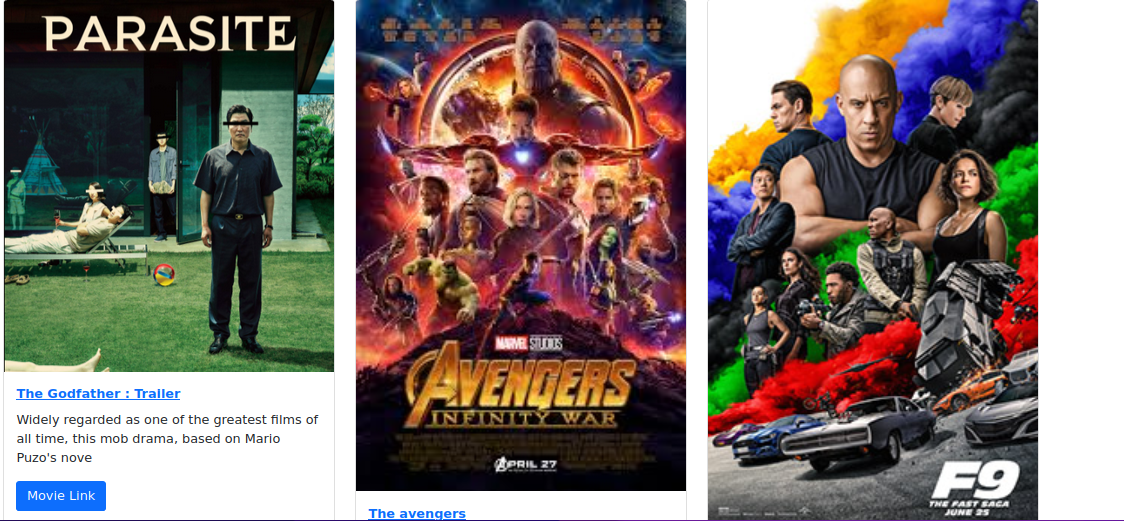 PARASITE
The Godfather : Trailer
Widely regarded as one of the greatest films of
all time, this mob drama, based on Mario
Puzo's nove
Movie Link
MARVEL STUDIOS
AVENGERS
INFINITY WAR
APRIL 27
The avengers
F9
THE FAST SAGA
JUNE 25